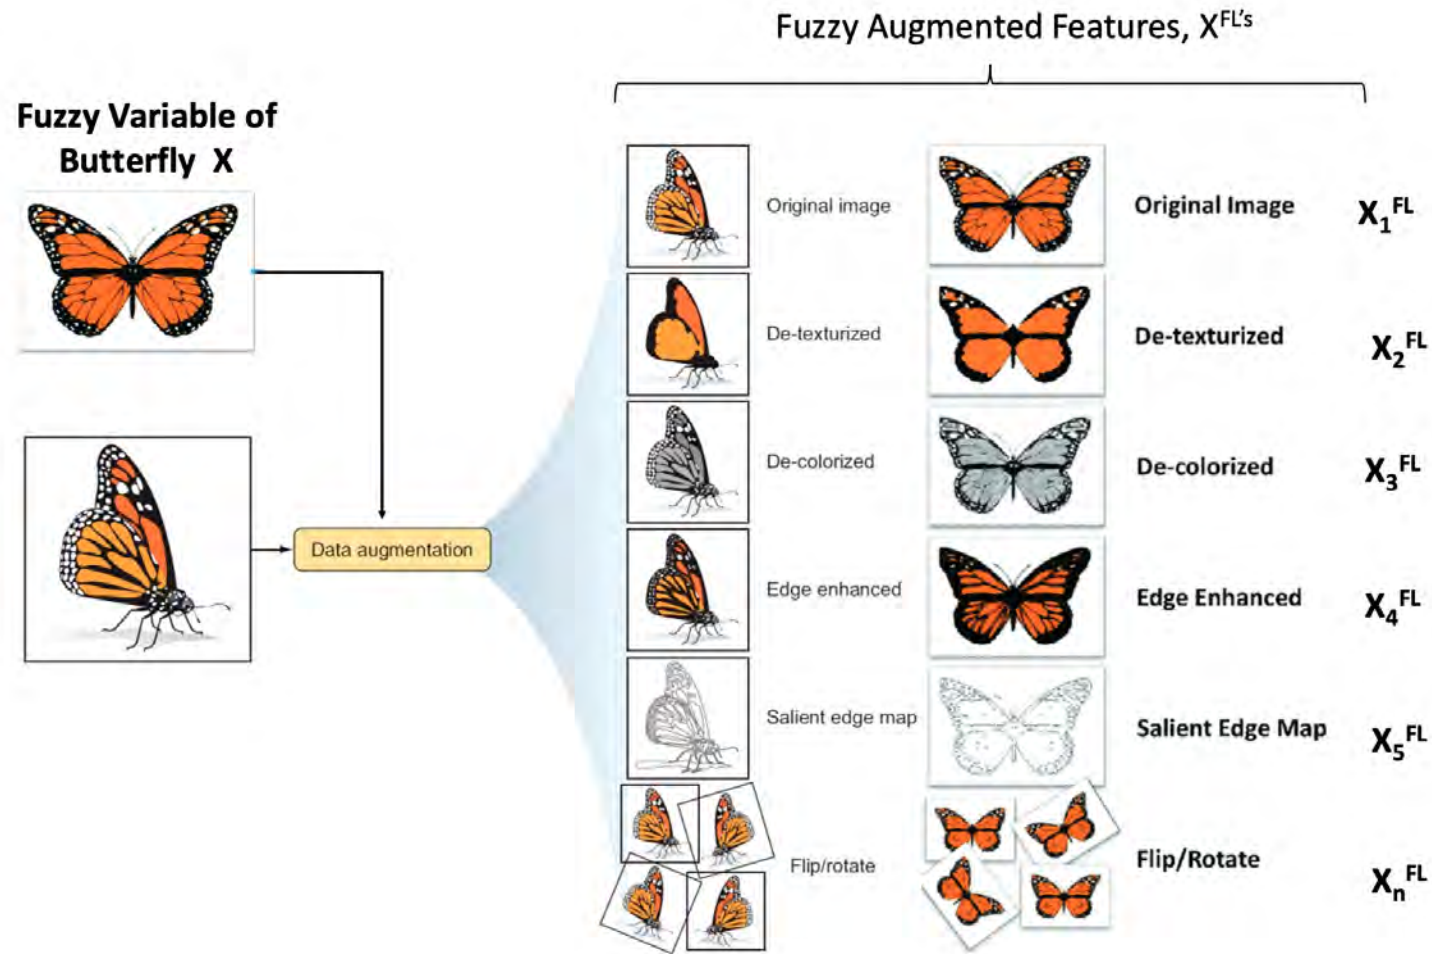 Fuzzy Augmented Features, X^FL's
Fuzzy Variable of
Butterfly X
Original image
Original Image
X₁^FL
De-texturized
De-texturized
X₂^FL
De-colorized
De-colorized
X₃^FL
Data augmentation
Edge enhanced
Edge Enhanced
X₄^FL
Salient edge map
Salient Edge Map
X₅^FL
Flip/rotate
Flip/Rotate
Xₙ^FL